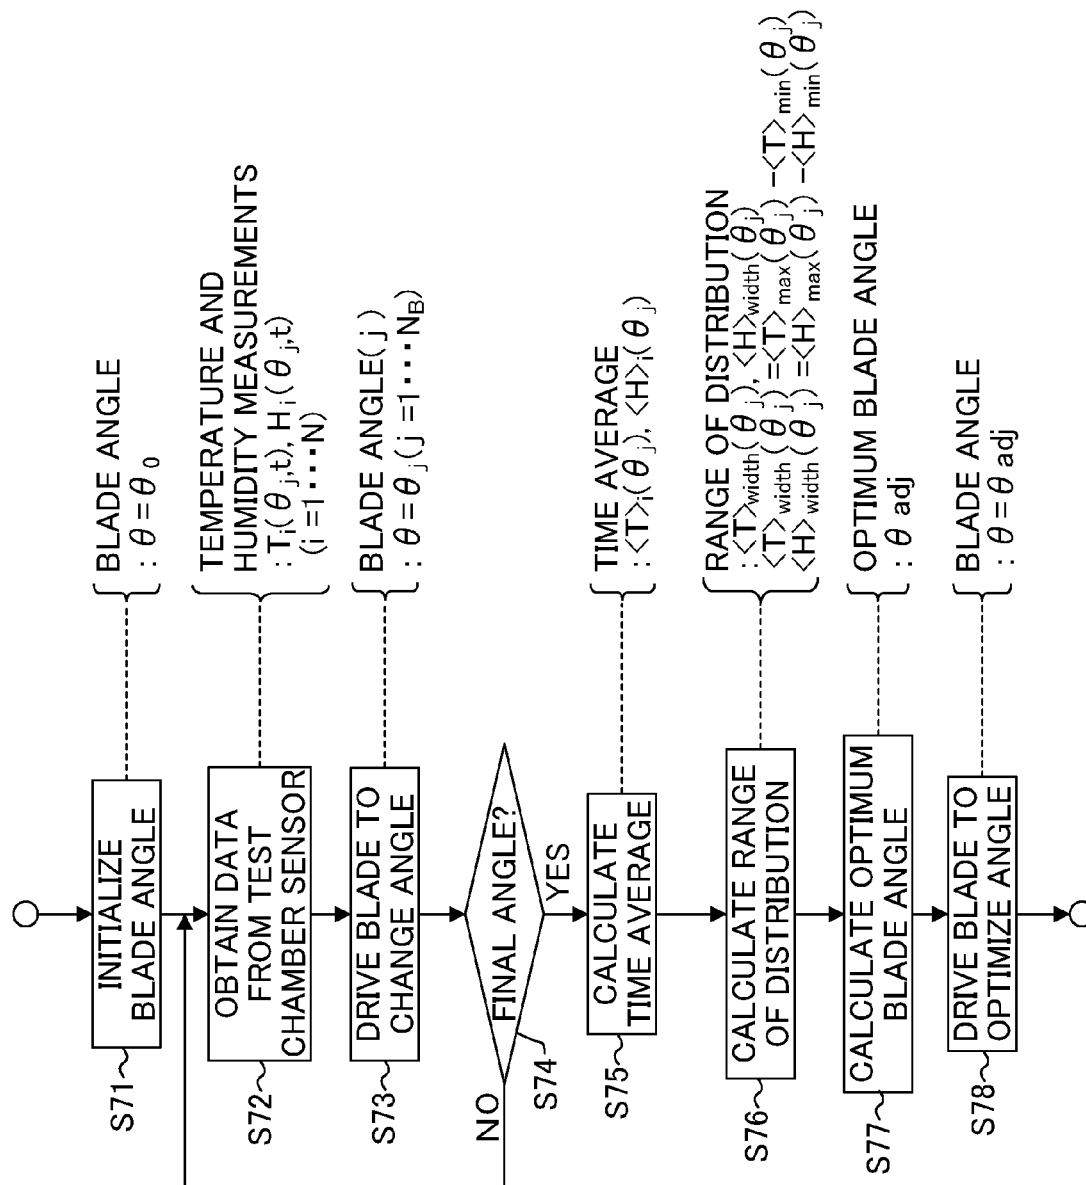 S71
INITIALIZE
BLADE ANGLE
BLADE ANGLE
: θ = θ0
S72
OBTAIN DATA
FROM TEST
CHAMBER SENSOR
TEMPERATURE AND
HUMIDITY MEASUREMENTS
: Ti(θj,t), Hi(θj,t)
(i =1···N)
S73
DRIVE BLADE TO
CHANGE ANGLE
BLADE ANGLE(j)
: θ = θj(j =1···NB)
S74
FINAL ANGLE?
NO
YES
S75
CALCULATE
TIME AVERAGE
TIME AVERAGE
: <T>i(θj), <H>i(θj)
S76
CALCULATE RANGE
OF DISTRIBUTION
RANGE OF DISTRIBUTION
: <T>width(θj), <H>width(θj)
<T>width(θj) =<T>max(θj) -<T>min(θj)
<H>width(θj) =<H>max(θj) -<H>min(θj)
S77
CALCULATE OPTIMUM
BLADE ANGLE
OPTIMUM BLADE ANGLE
: θ adj
S78
DRIVE BLADE TO
OPTIMIZE ANGLE
BLADE ANGLE
: θ = θ adj